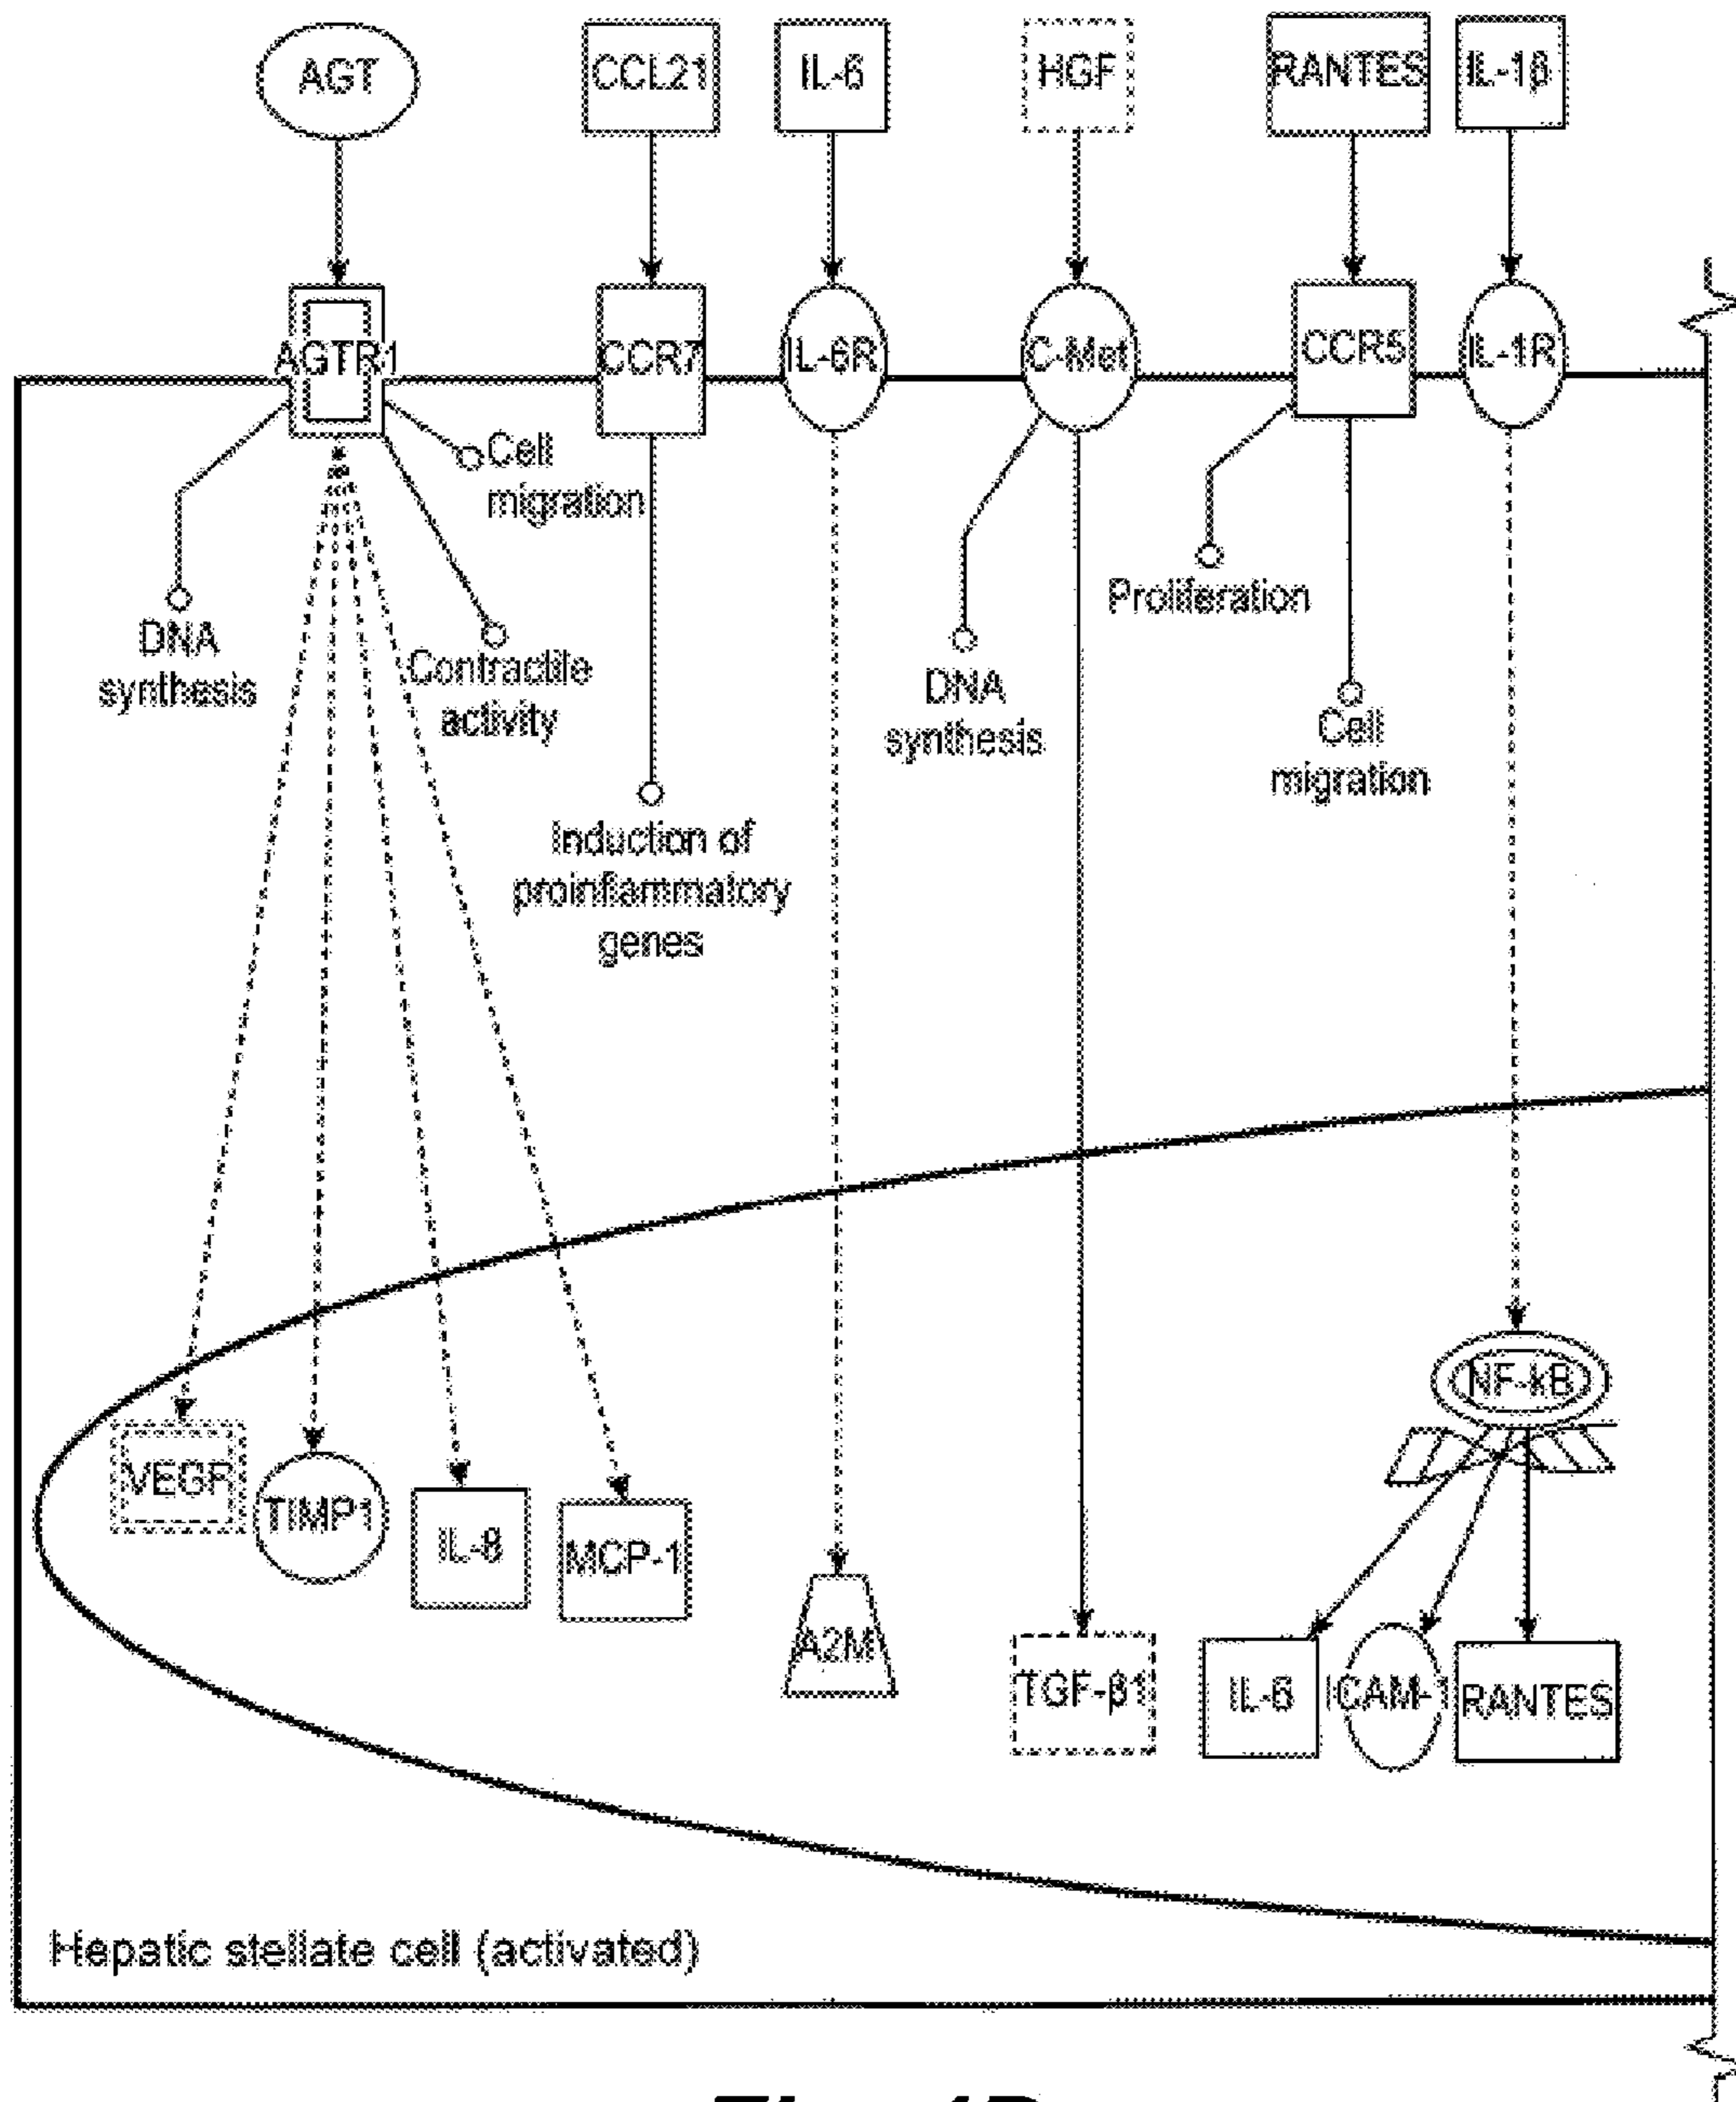 AGT
CCL21
IL-6
HGF
RANTES
IL-1β
AGTR1
CCR7
IL-6R
C-Met
CCR5
IL-1R
Cell
migration
DNA
synthesis
Contractile
activity
Induction of
proinflammatory
genes
DNA
synthesis
Proliferation
Cell
migration
NF-kB
VEGF
TIMP1
IL-8
MCP-1
A2M
TGF-β1
IL-6
ICAM-1
RANTES
Hepatic stellate cell (activated)